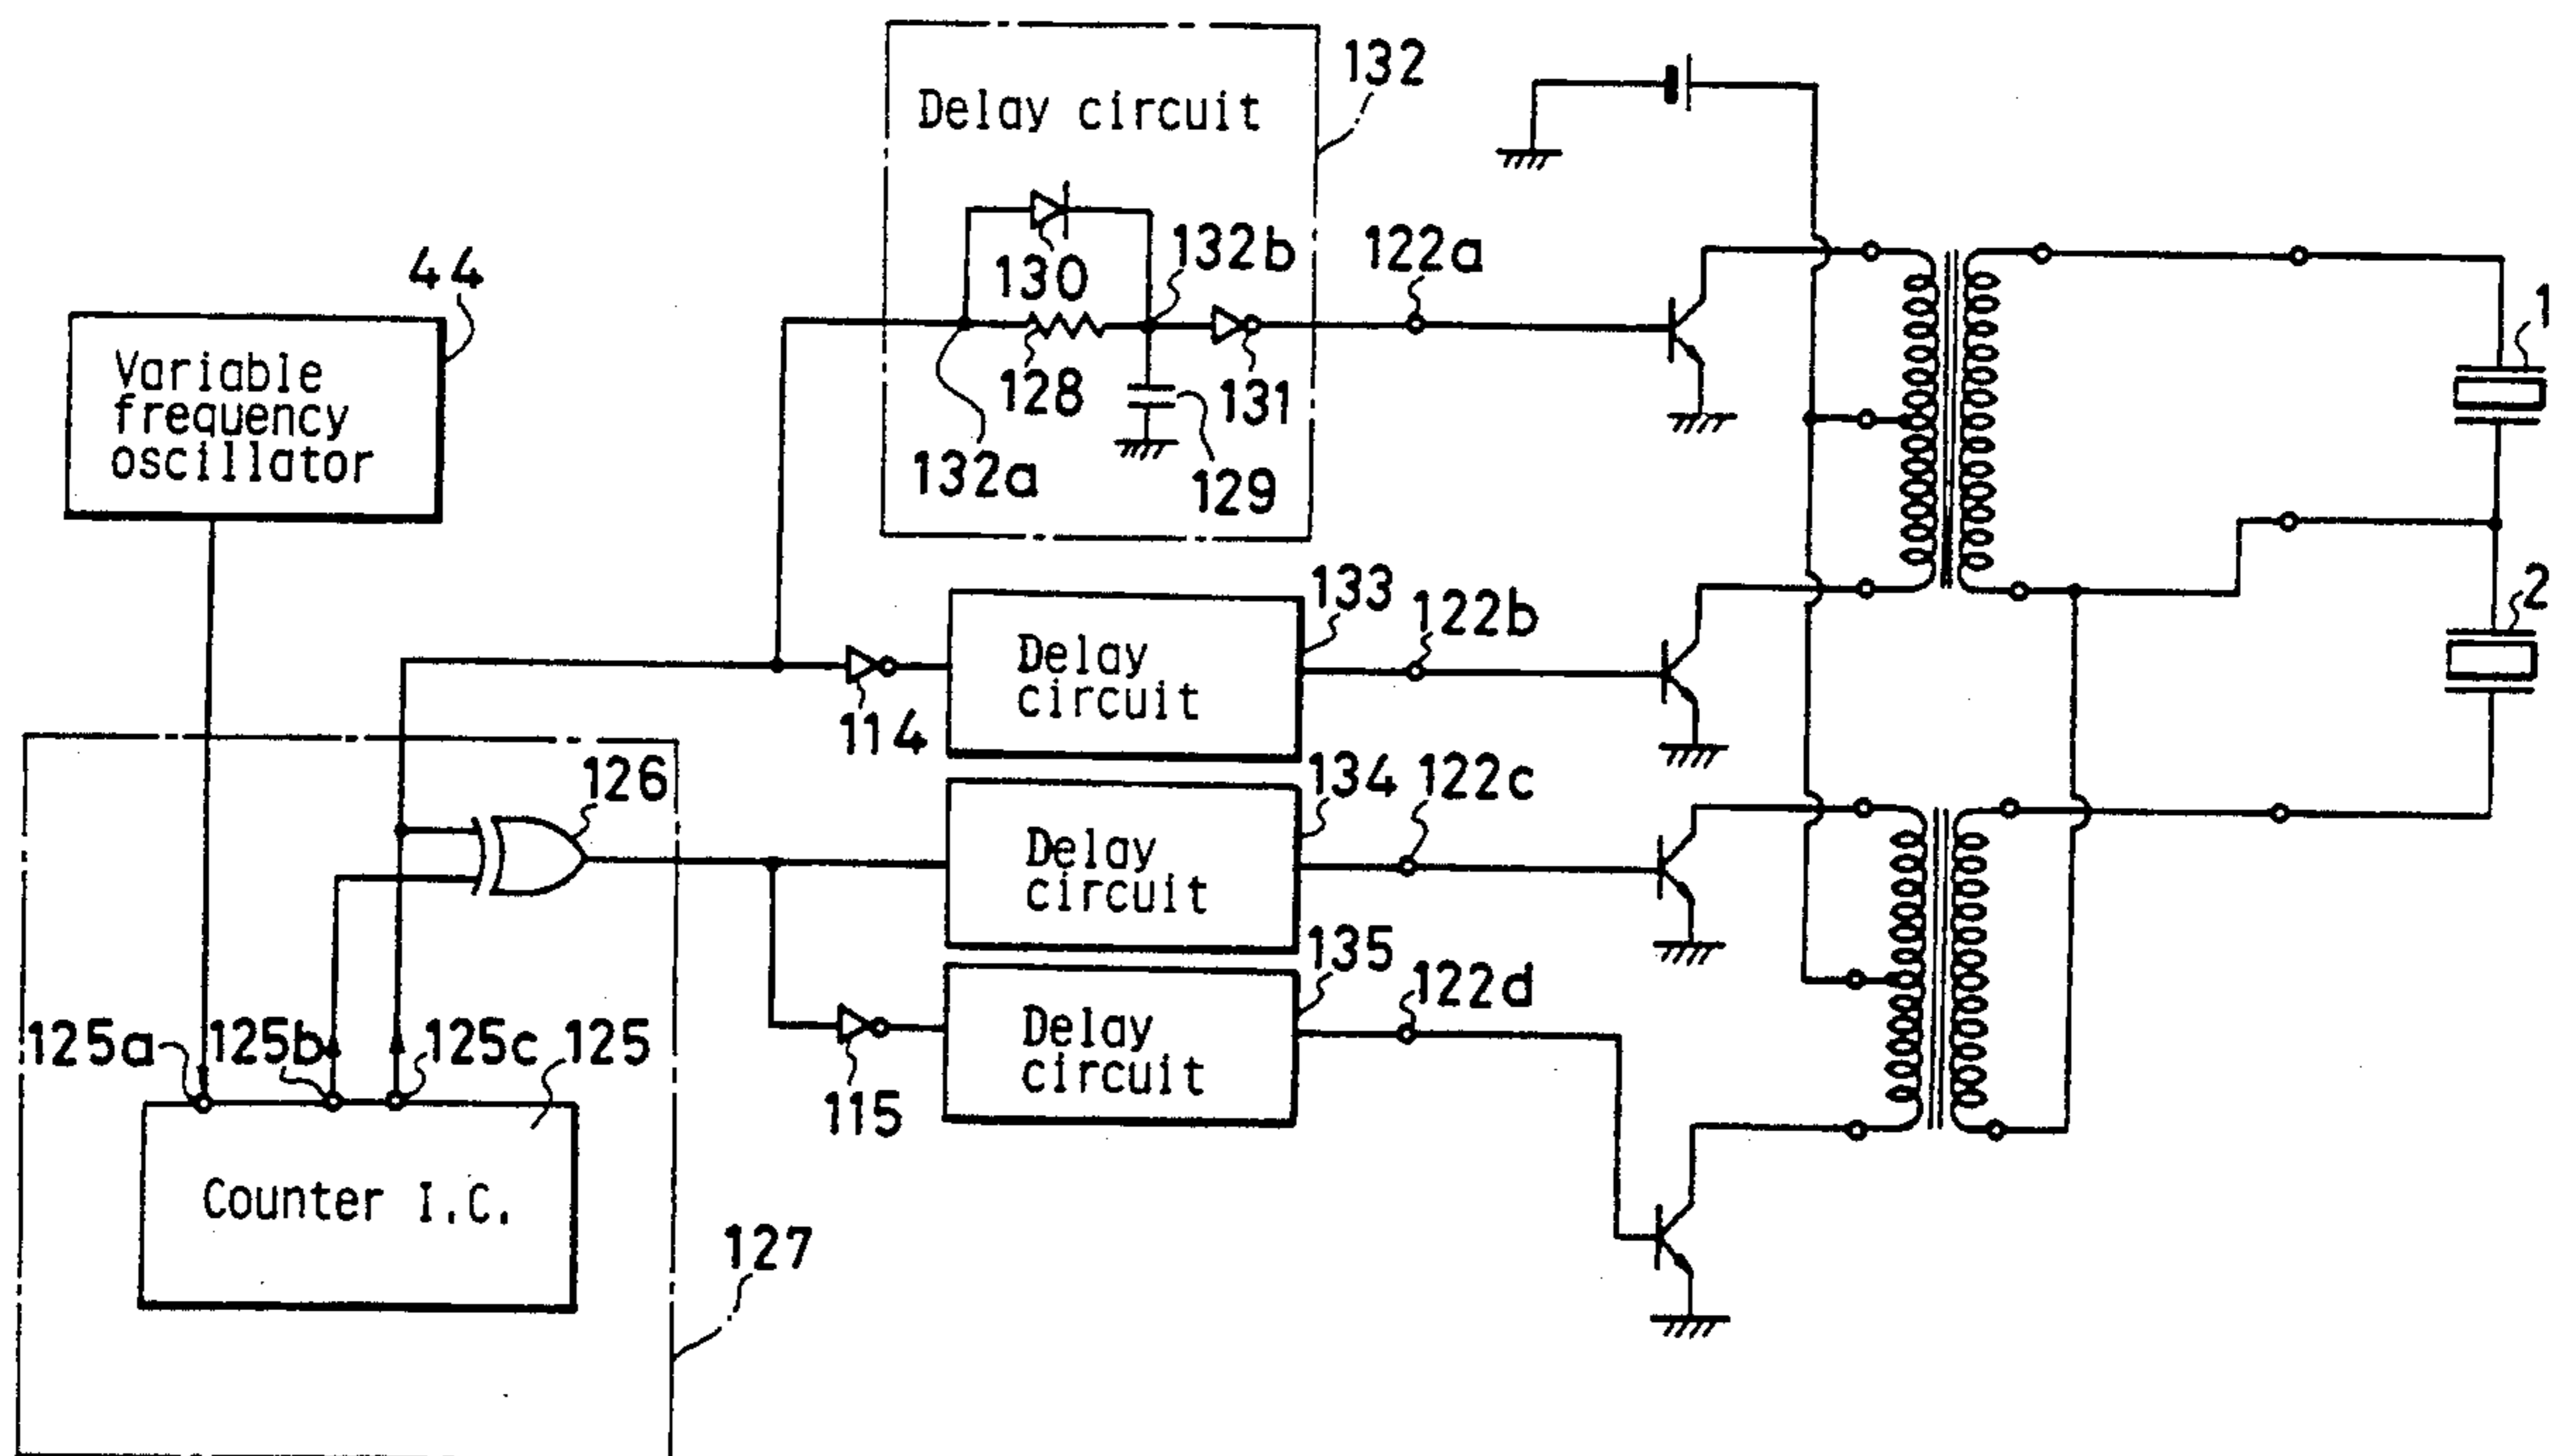 132
Delay circuit
130
132b
122a
44
Variable
frequency
oscillator
128
131
132a
129
1
133
122b
2
Delay
circuit
114
126
134
122c
Delay
circuit
135
122d
125a
125b
125c
125
Delay
circuit
115
Counter I.C.
127